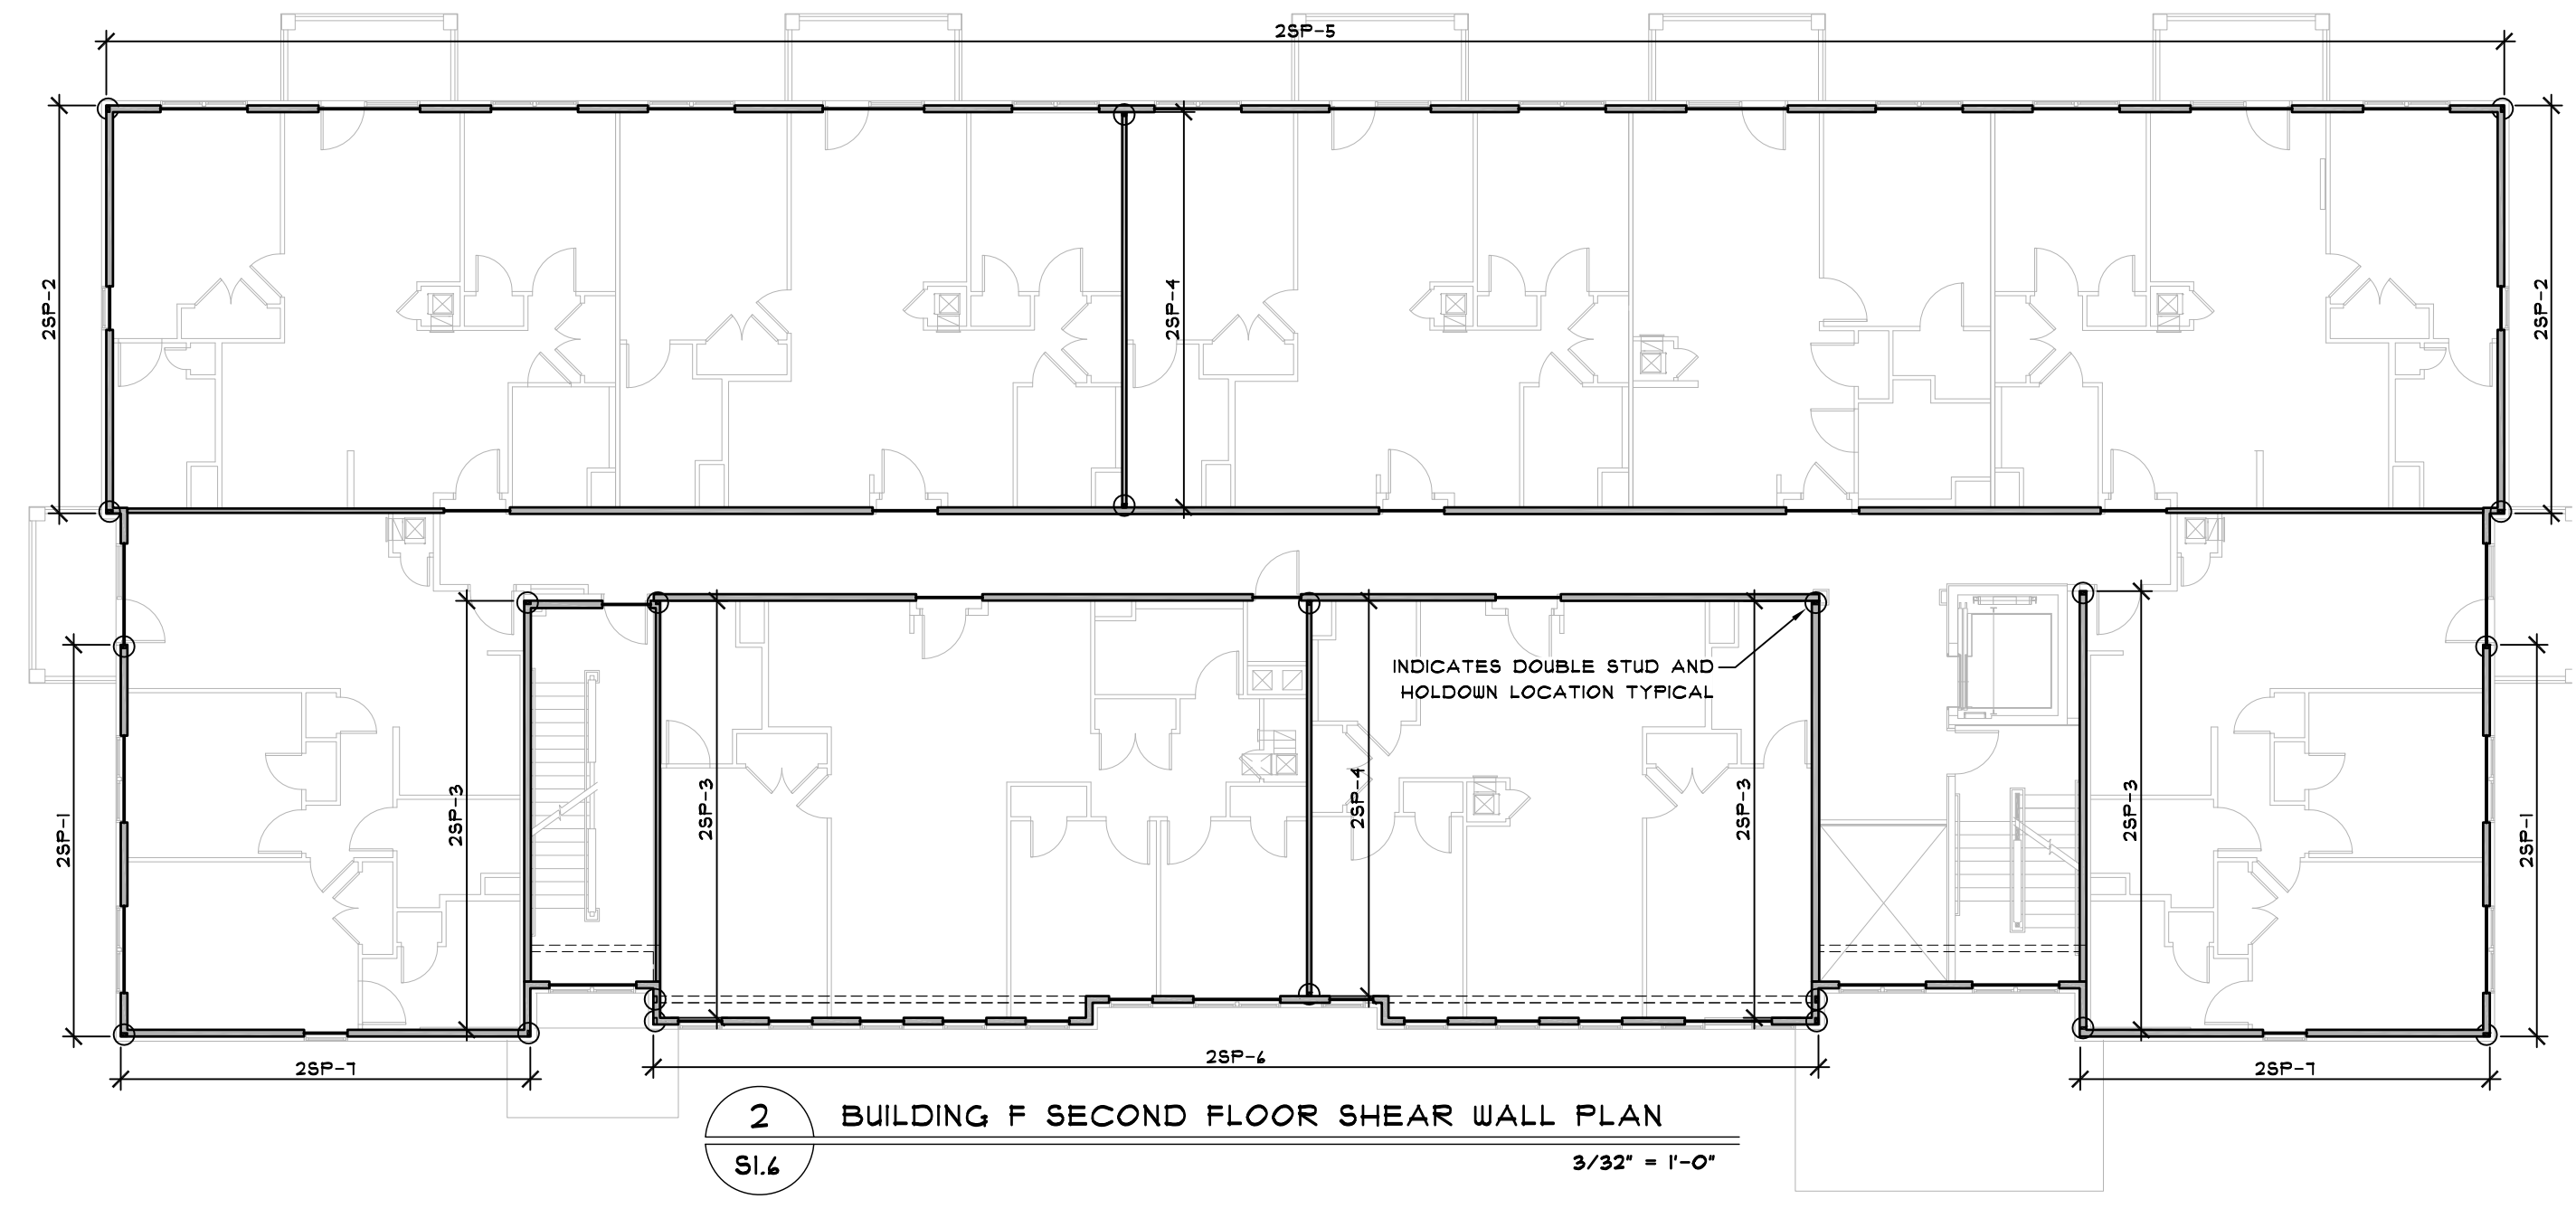 2SP-5
2SP-2
2SP-4
2SP-2
INDICATES DOUBLE STUD AND
HOLDOWN LOCATION TYPICAL
2SP-1
2SP-3
2SP-3
2SP-4
2SP-3
2SP-3
2SP-1
2SP-7
2SP-6
2SP-7
2
BUILDING F SECOND FLOOR SHEAR WALL PLAN
S1.6
3/32" = 1'-0"